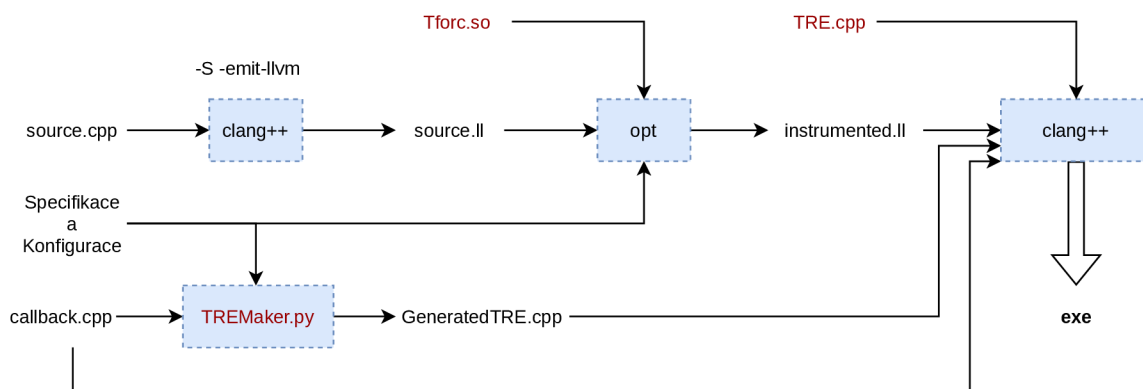 Tforc.so
TRE.cpp
-S -emit-llvm
source.cpp
clang++
source.ll
opt
instrumented.ll
clang++
Specifikace
a
Konfigurace
callback.cpp
TREMaker.py
GeneratedTRE.cpp
exe